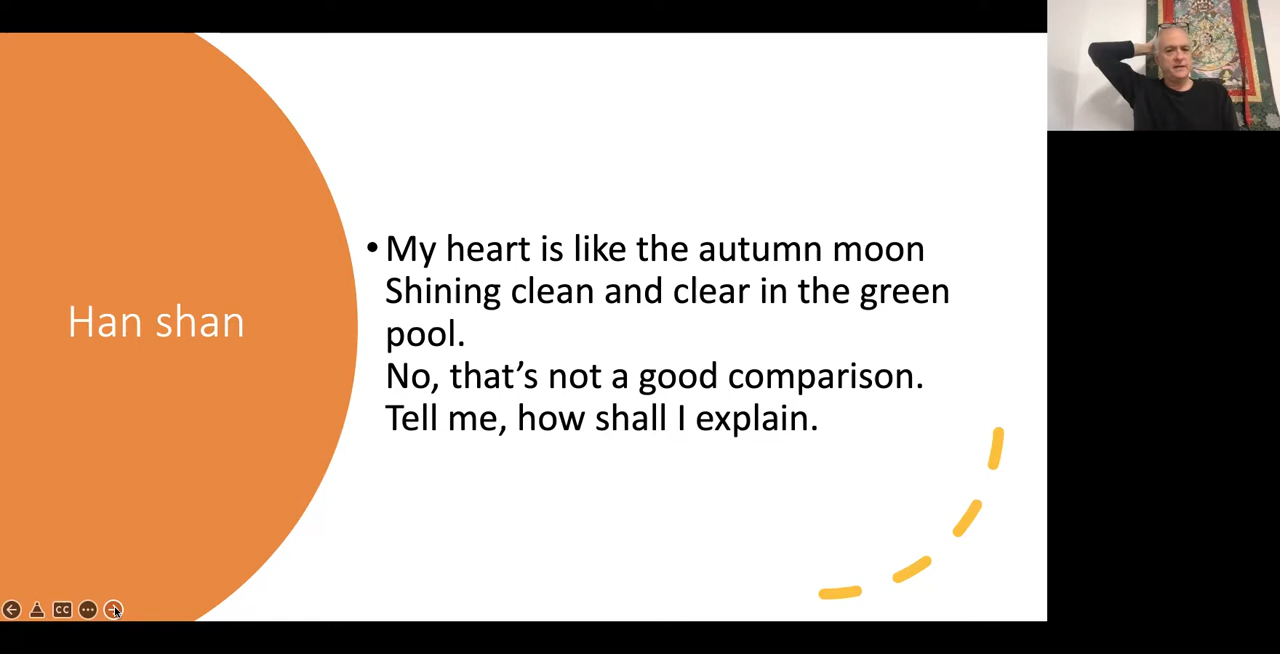 Han shan
• My heart is like the autumn moon
Shining clean and clear in the green
pool.
No, that’s not a good comparison.
Tell me, how shall I explain.
CC